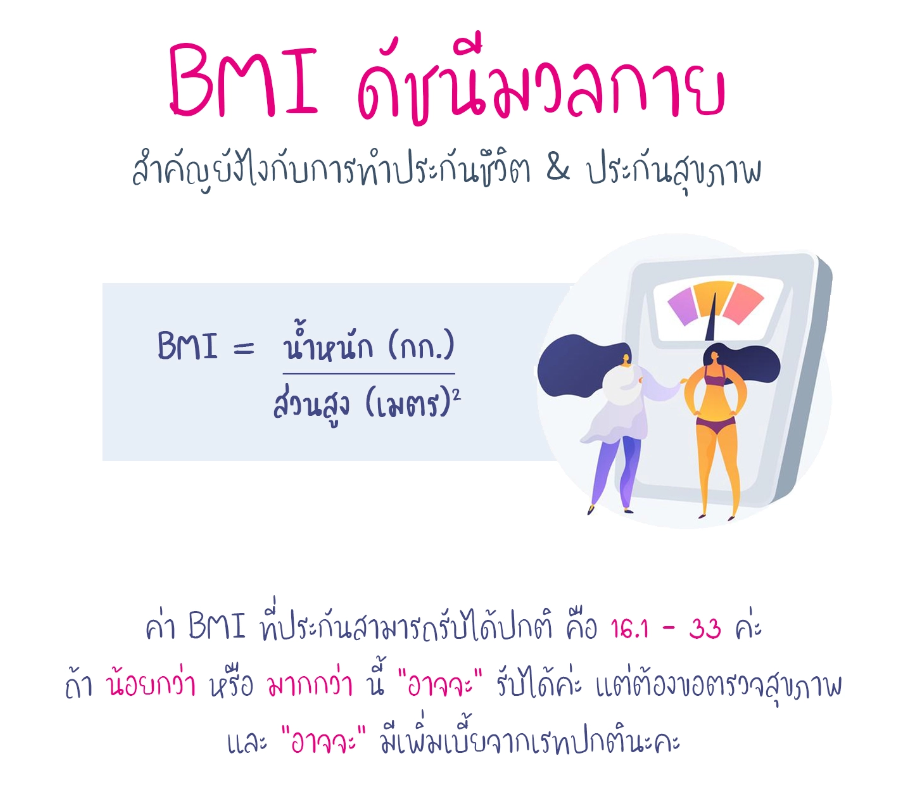 BMI ดัชนีมวลกาย
สำคัญยังไงกับการทำประกันชีวิต & ประกันสุขภาพ
BMI = น้ำหนัก (กก.)
ส่วนสูง (เมตร)²
ค่า BMI ที่ประกันสามารถรับได้ปกติ คือ 16.1 - 33 ค่ะ
ถ้า น้อยกว่า หรือ มากกว่า นี้ "อาจจะ" รับได้ค่ะ แต่ต้องขอตรวจสุขภาพ
และ "อาจจะ" มีเพิ่มเบี้ยจากเรทปกตินะคะ